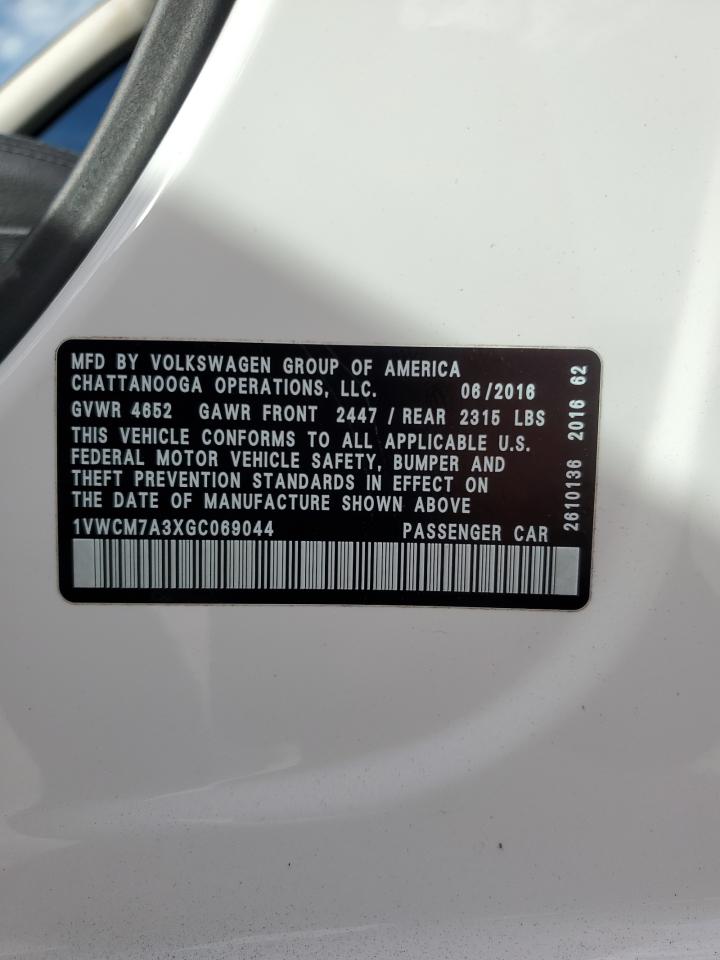 MFD BY VOLKSWAGEN GROUP OF AMERICA
CHATTANOOGA OPERATIONS, LLC. 06/2016
GVWR 4652 GAWR FRONT 2447 / REAR 2315 LBS
THIS VEHICLE CONFORMS TO ALL APPLICABLE U.S.
FEDERAL MOTOR VEHICLE SAFETY, BUMPER AND
THEFT PREVENTION STANDARDS IN EFFECT ON
THE DATE OF MANUFACTURE SHOWN ABOVE
1VWCM7A3XGC069044 PASSENGER CAR
2610136 2016 62